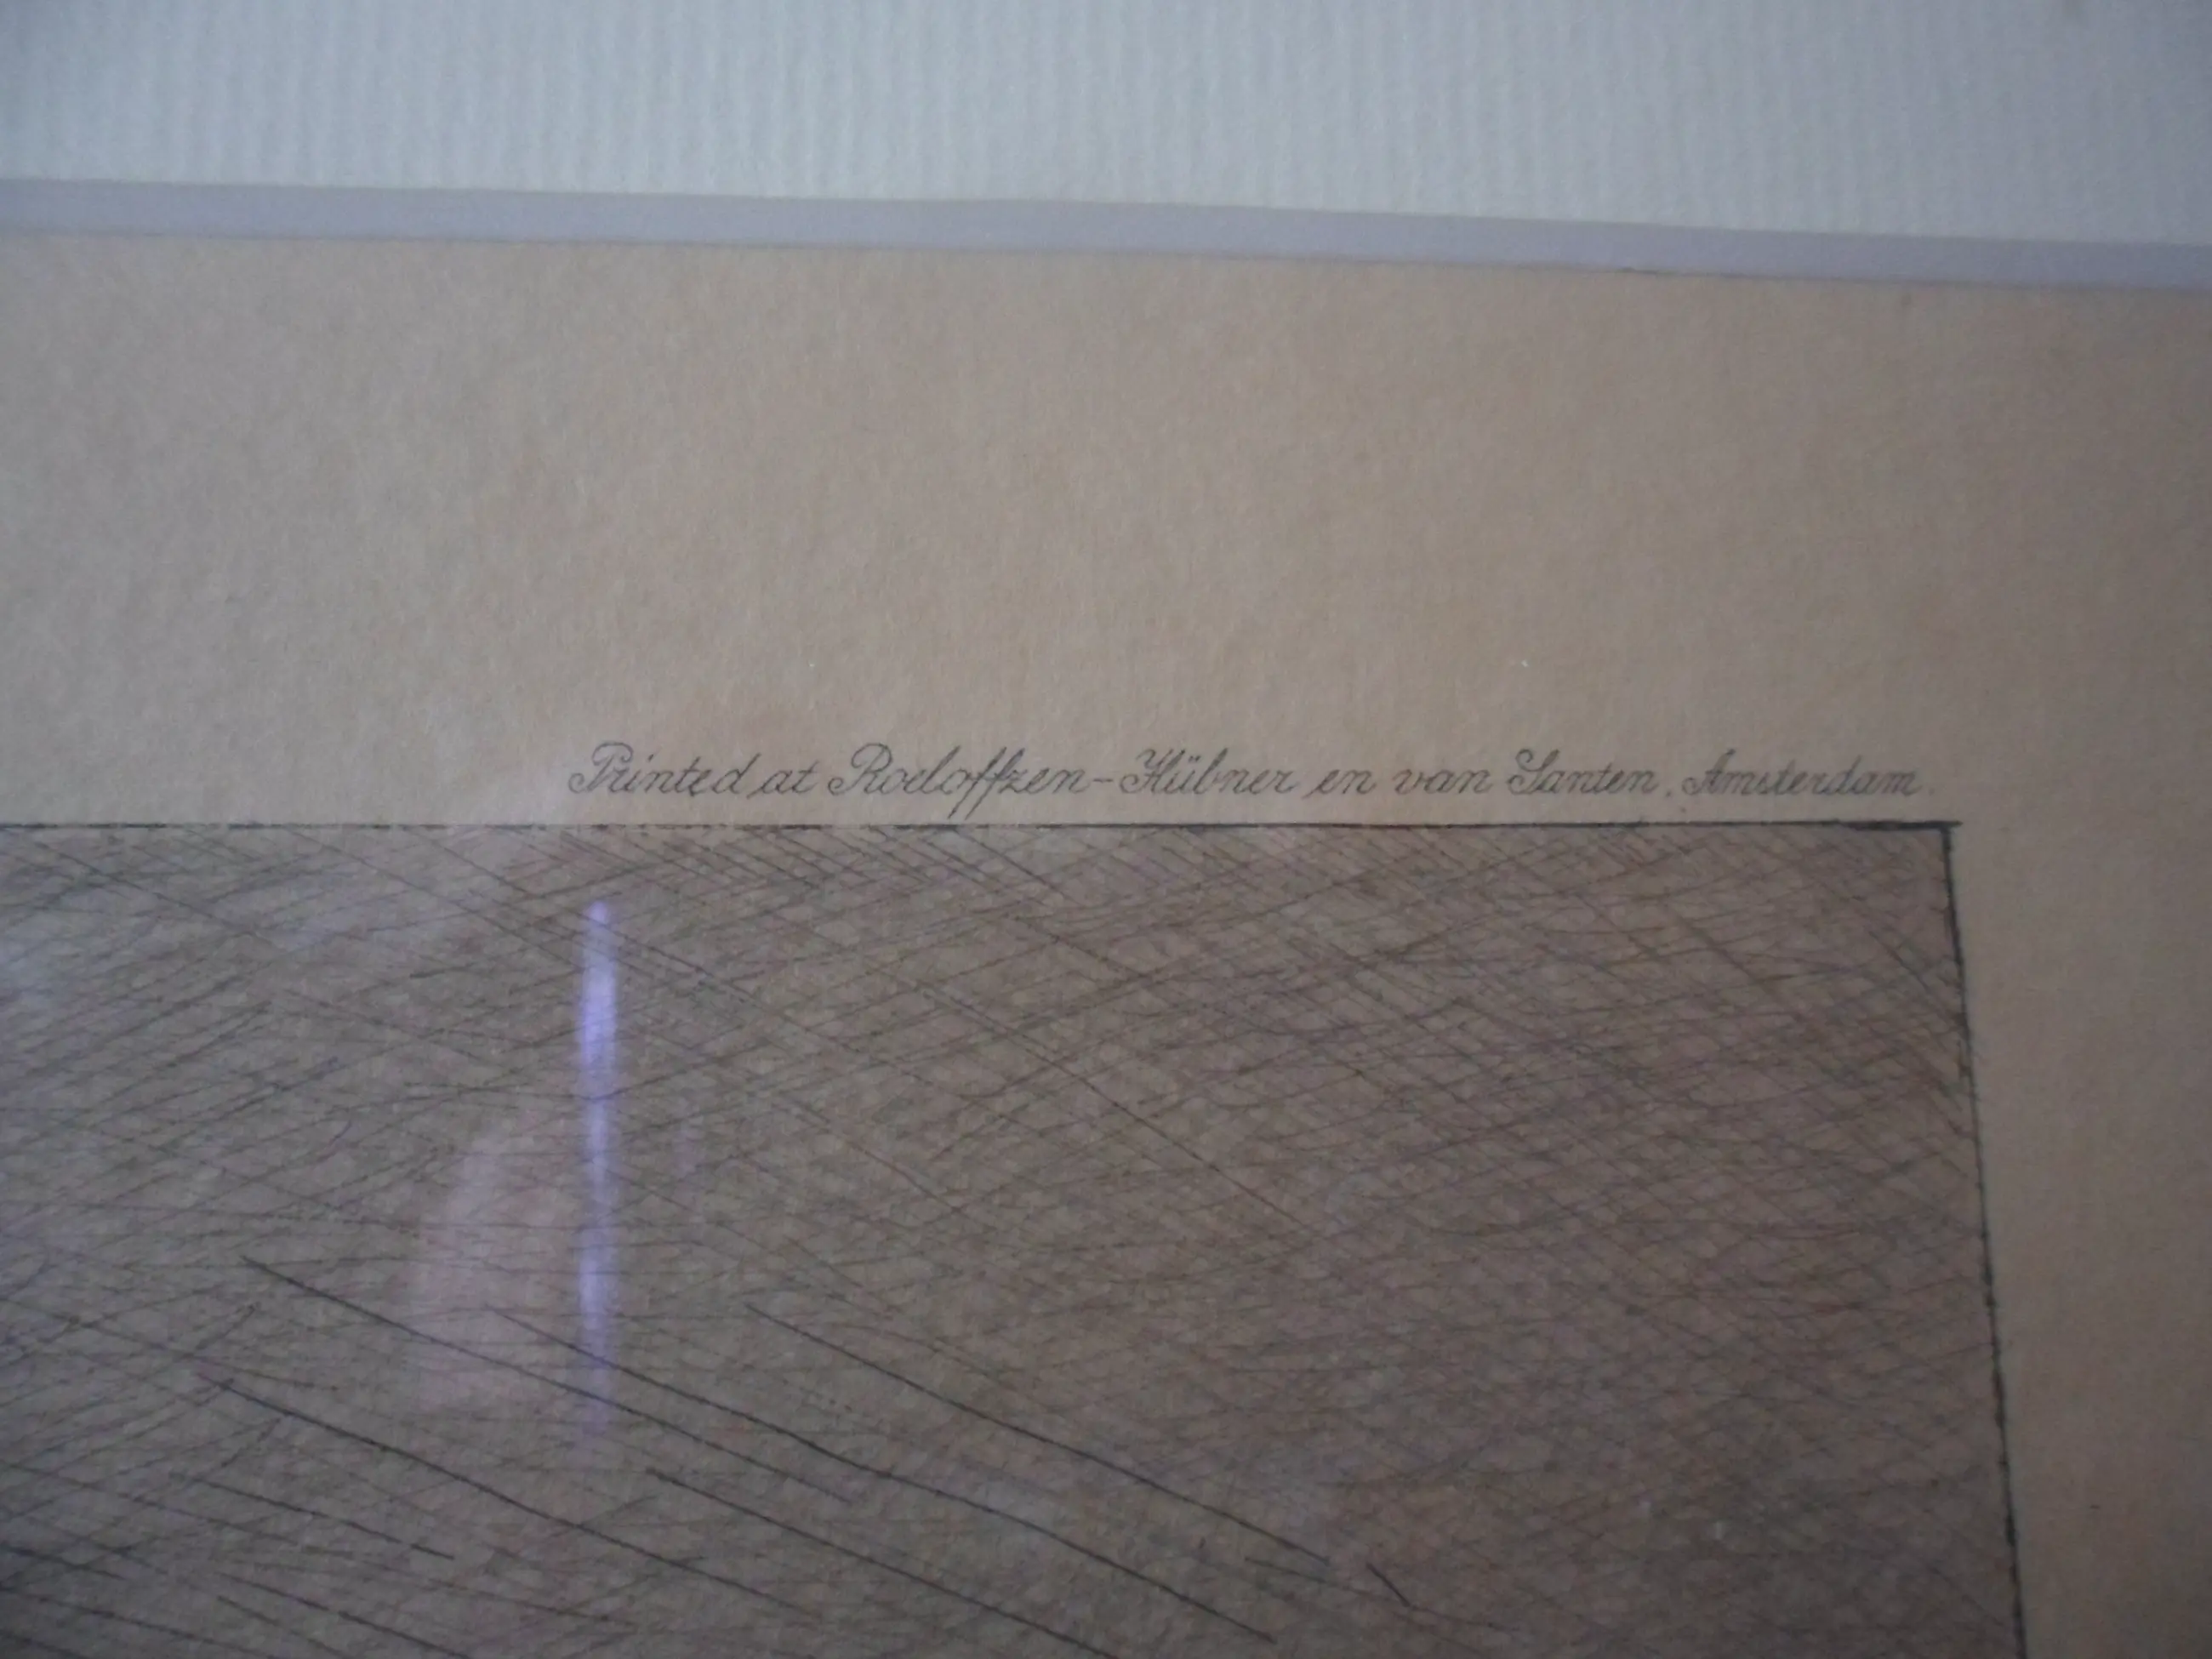 Printed at Roeloffzen-Hübner en van Santen, Amsterdam.